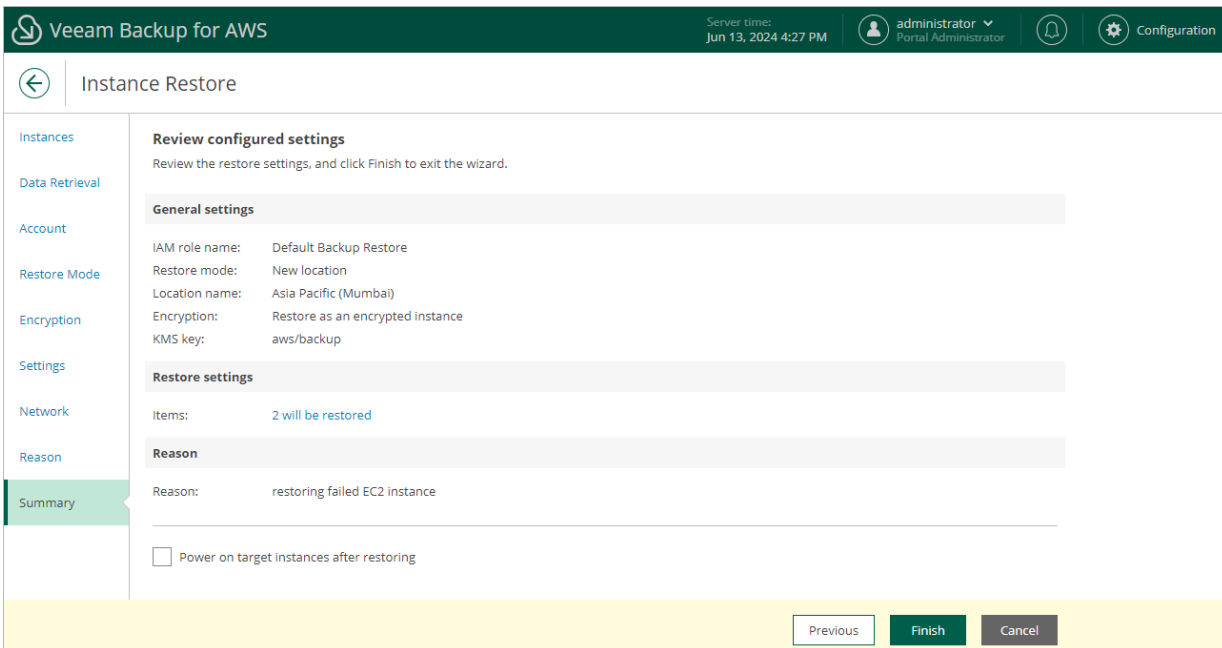 Veeam Backup for AWS
Server time:
Jun 13, 2024 4:27 PM
administrator
Portal Administrator
Configuration
Instance Restore
Instances
Data Retrieval
Account
Restore Mode
Encryption
Settings
Network
Reason
Summary
Review configured settings
Review the restore settings, and click Finish to exit the wizard.
General settings
IAM role name: Default Backup Restore
Restore mode: New location
Location name: Asia Pacific (Mumbai)
Encryption: Restore as an encrypted instance
KMS key: aws/backup
Restore settings
Items: 2 will be restored
Reason
Reason: restoring failed EC2 instance
Power on target instances after restoring
Previous Finish Cancel